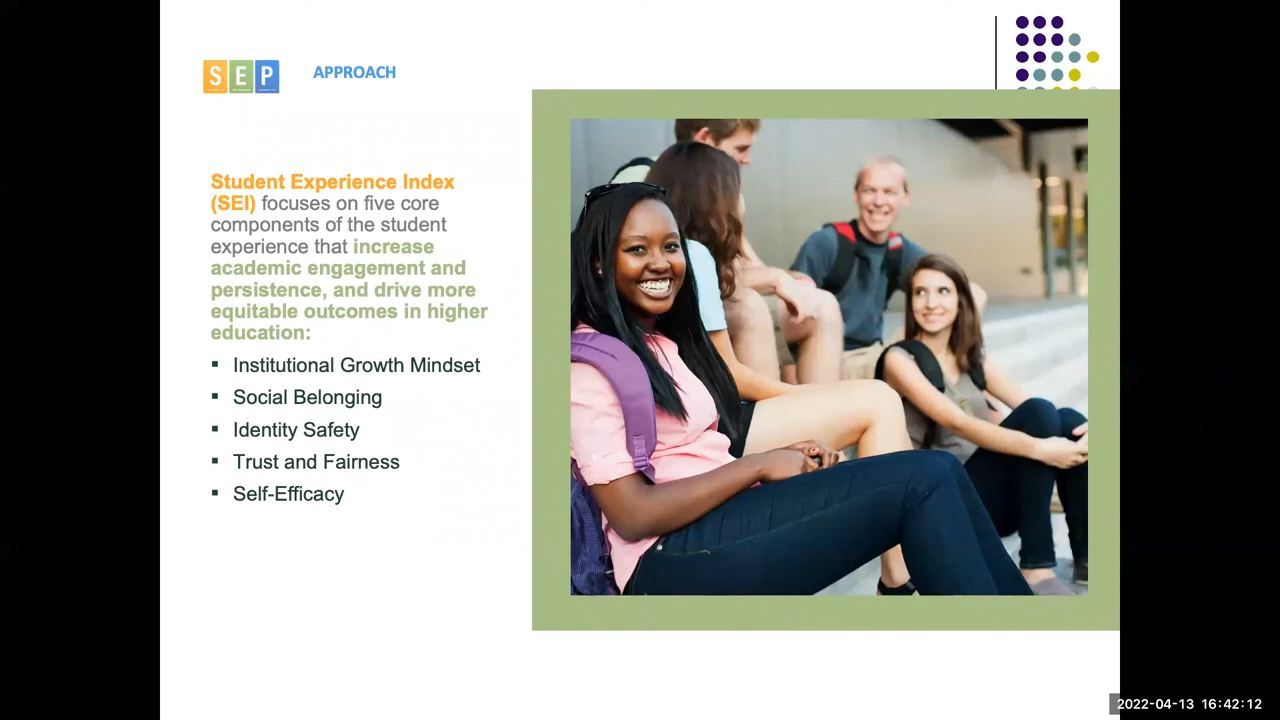 SEP
APPROACH
Student Experience Index
(SEI) focuses on five core
components of the student
experience that increase
academic engagement and
persistence, and drive more
equitable outcomes in higher
education:
▪ Institutional Growth Mindset
▪ Social Belonging
▪ Identity Safety
▪ Trust and Fairness
▪ Self-Efficacy
2022-04-13 16:42:12